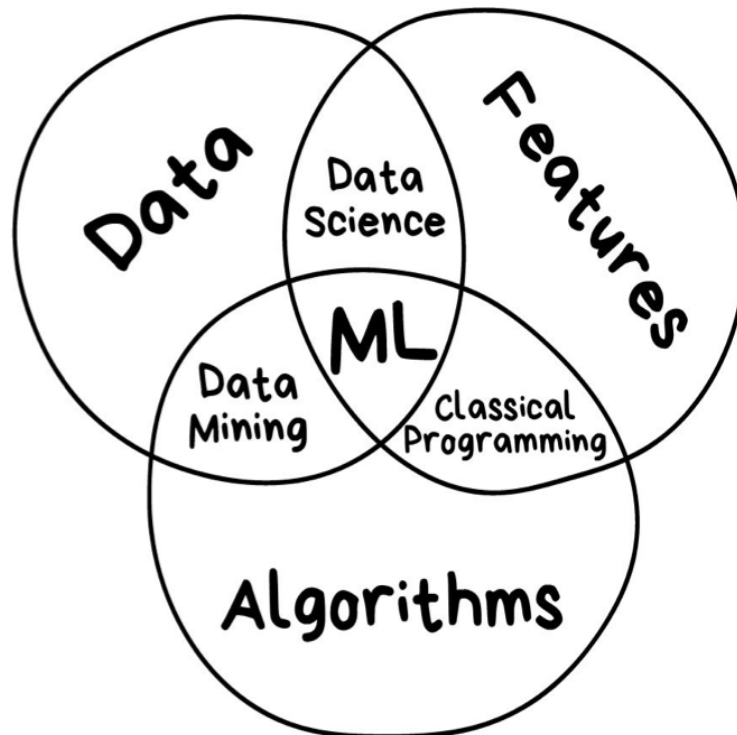 Data
Features
Data
Science
ML
Data
Mining
Classical
Programming
Algorithms